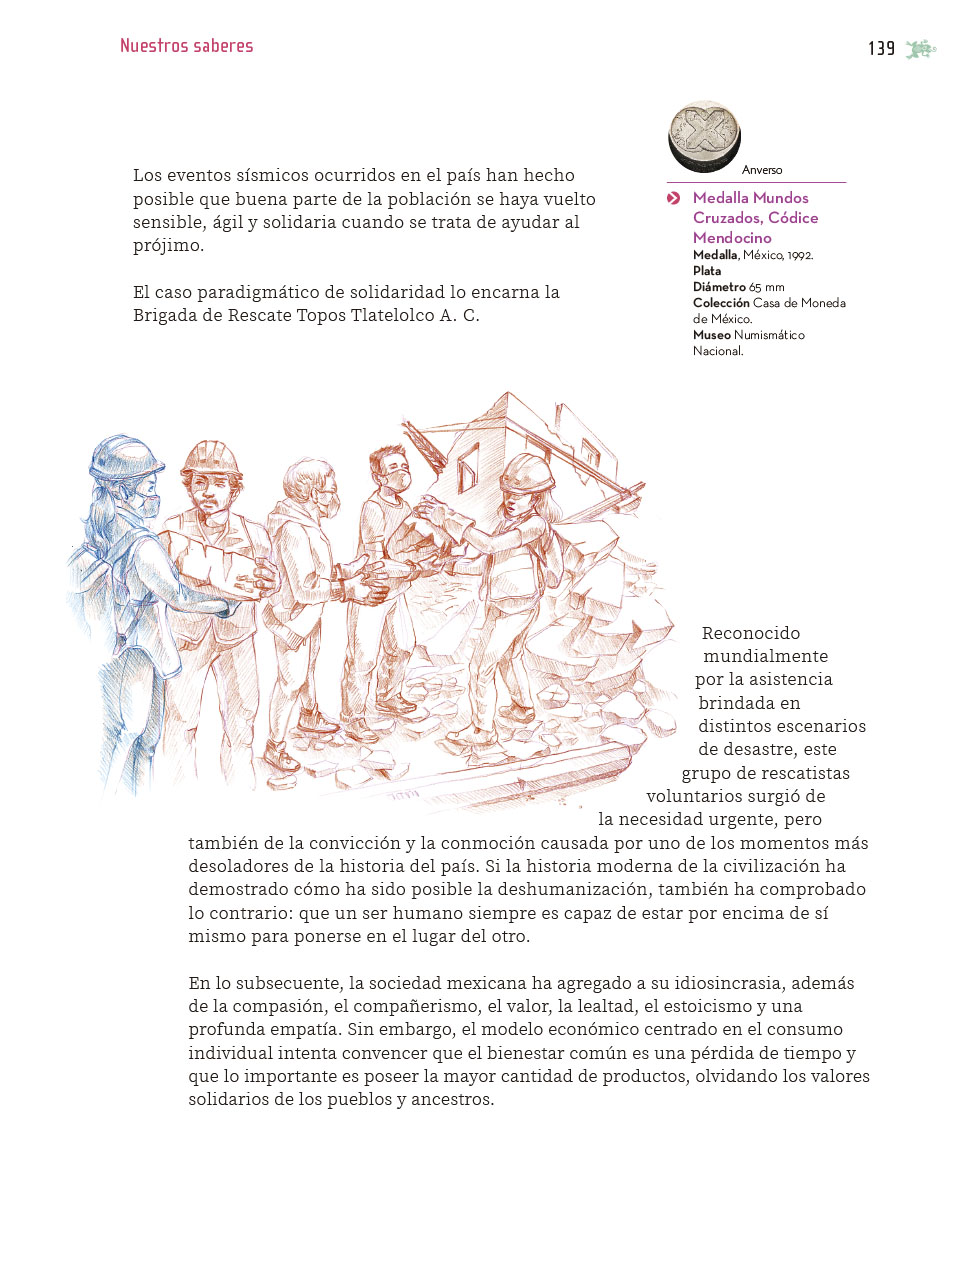 Nuestros saberes
139
Los eventos sísmicos ocurridos en el país han hecho
posible que buena parte de la población se haya vuelto
sensible, ágil y solidaria cuando se trata de ayudar al
prójimo.
El caso paradigmático de solidaridad lo encarna la
Brigada de Rescate Topos Tlatelolco A. C.
Anverso
Medalla Mundos
Cruzados, Códice
Mendocino
Medalla, México, 1992.
Plata
Diámetro 65 mm
Colección Casa de Moneda
de México.
Museo Numismático
Nacional.
Reconocido
mundialmente
por la asistencia
brindada en
distintos escenarios
de desastre, este
grupo de rescatistas
voluntarios surgió de
la necesidad urgente, pero
también de la convicción y la conmoción causada por uno de los momentos más
desoladores de la historia del país. Si la historia moderna de la civilización ha
demostrado cómo ha sido posible la deshumanización, también ha comprobado
lo contrario: que un ser humano siempre es capaz de estar por encima de sí
mismo para ponerse en el lugar del otro.
En lo subsecuente, la sociedad mexicana ha agregado a su idiosincrasia, además
de la compasión, el compañerismo, el valor, la lealtad, el estoicismo y una
profunda empatía. Sin embargo, el modelo económico centrado en el consumo
individual intenta convencer que el bienestar común es una pérdida de tiempo y
que lo importante es poseer la mayor cantidad de productos, olvidando los valores
solidarios de los pueblos y ancestros.